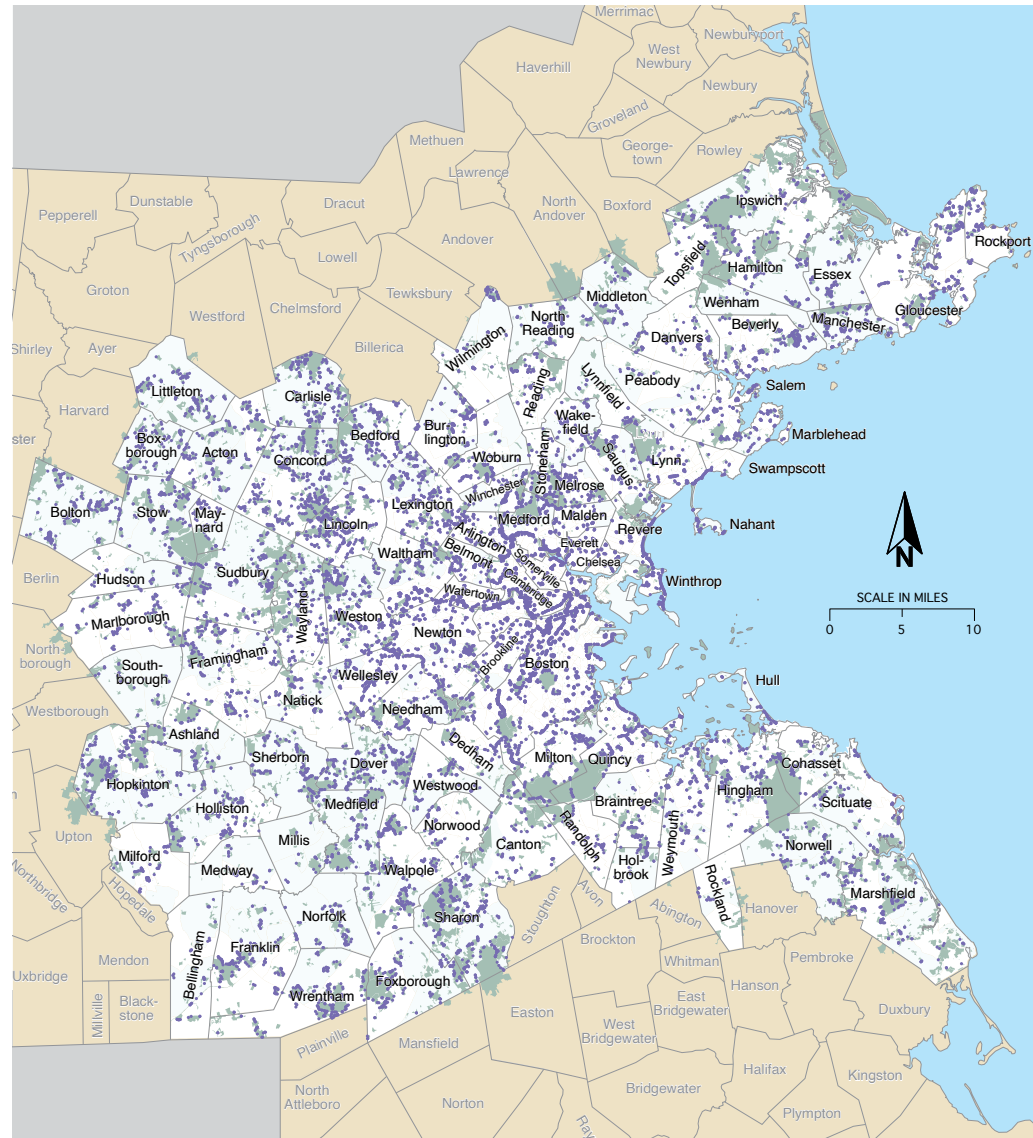 Merrimac
Newburyport
West
Newbury
Haverhill
Newbury
Groveland
Methuen
George-
town
Rowley
Lawrence
Dunstable
Dracut
North
Andover
Boxford
Pepperell
Tyngsborough
Andover
Lowell
Ipswich
Rockport
Topsfield
Hamilton
Essex
Groton
Tewksbury
Chelmsford
Westford
Middleton
Wenham
Gloucester
North
Reading
Beverly
Manchester
Danvers
Wilmington
Shirley
Ayer
Billerica
Reading
Lynnfield
Peabody
Salem
Littleton
Carlisle
Harvard
Wake-
field
Marblehead
Bur-
lington
Bedford
Box-
borough
Acton
Concord
Woburn
Stoneham
Saugus
Lynn
Swampscott
Winchester
Melrose
Bolton
Stow
May-
nard
Lincoln
Lexington
Medford
Malden
Revere
Nahant
N
Arlington
Everett
Waltham
Belmont
Somerville
Chelsea
Berlin
Hudson
Sudbury
Cambridge
Winthrop
Watertown
SCALE IN MILES
0 5 10
Marlborough
Wayland
Weston
Newton
North
borough
Framingham
Brookline
Boston
South-
borough
Wellesley
Hull
Natick
Needham
Westborough
Ashland
Sherborn
Dover
Dedham
Milton
Quincy
Cohasset
Hopkinton
Westwood
Hingham
Holliston
Medfield
Braintree
Scituate
Upton
Norwood
Randolph
Weymouth
Millis
Canton
Norwell
Milford
Medway
Walpole
Hol-
brook
Rockland
Northbridge
Hopedale
Marshfield
Stoughton
Avon
Abington
Hanover
Norfolk
Sharon
Franklin
Bellingham
Brockton
Whitman
Pembroke
Mendon
Uxbridge
Foxborough
Hanson
Wrentham
Millville
Black-
stone
Easton
East
Bridgewater
Duxbury
West
Bridgewater
Plainville
Mansfield
Halifax
Kingston
North
Attleboro
Norton
Bridgewater
Plympton